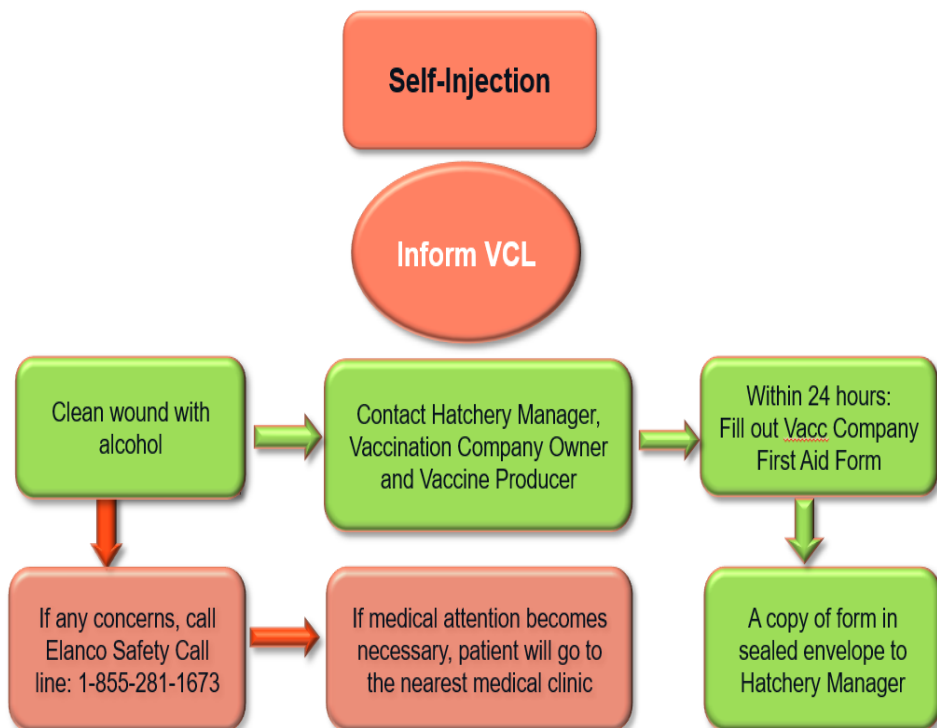 Self-Injection
Inform VCL
Clean wound with
alcohol
Contact Hatchery Manager,
Vaccination Company Owner
and Vaccine Producer
Within 24 hours:
Fill out Vacc Company
First Aid Form
If any concerns, call
Elanco Safety Call
line: 1-855-281-1673
If medical attention becomes
necessary, patient will go to
the nearest medical clinic
A copy of form in
sealed envelope to
Hatchery Manager